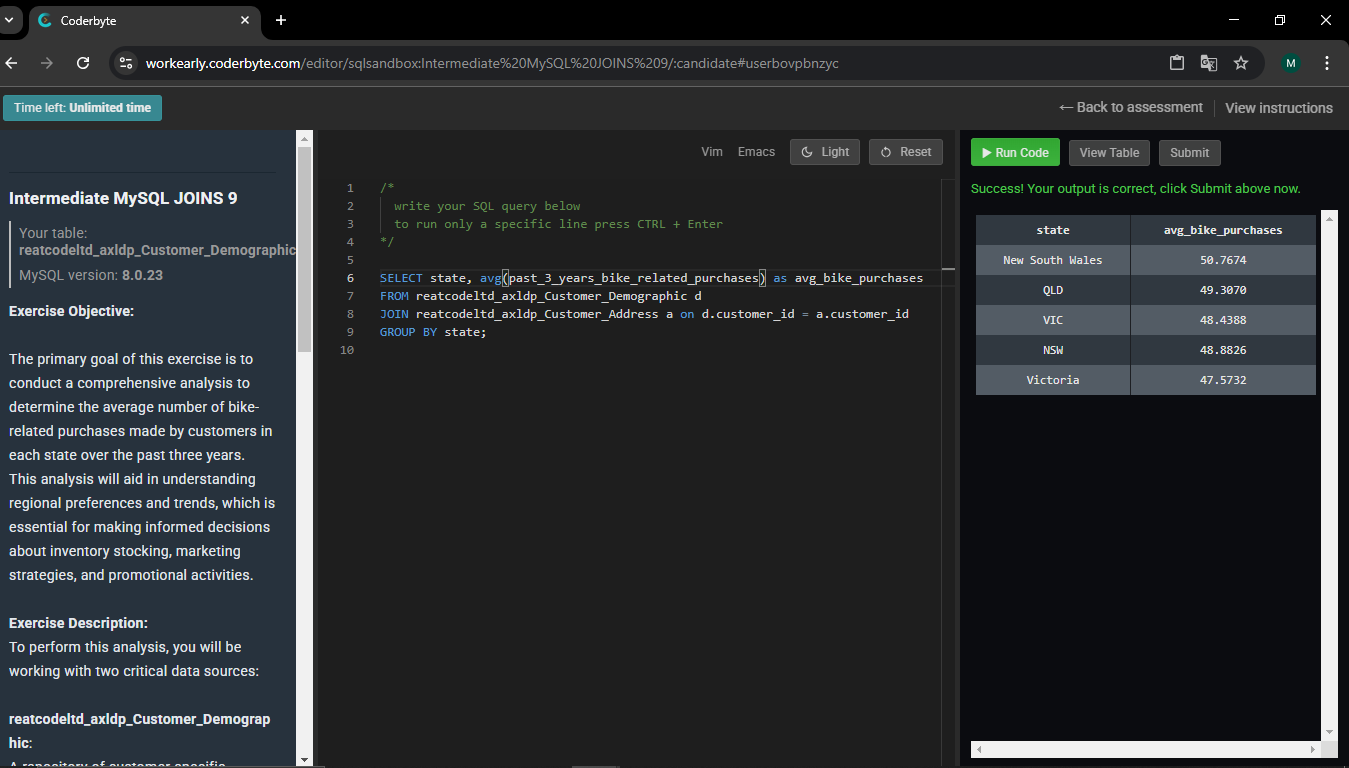 Coderbyte
workearly.coderbyte.com/editor/sqlsandbox:Intermediate%20MySQL%20JOINS%209/:candidate#userbovpbnzyc
M
Time left: Unlimited time
← Back to assessment
View instructions
Intermediate MySQL JOINS 9
Your table:
reatcodeltd_axldp_Customer_Demographic
MySQL version: 8.0.23
Exercise Objective:
The primary goal of this exercise is to
conduct a comprehensive analysis to
determine the average number of bike-
related purchases made by customers in
each state over the past three years.
This analysis will aid in understanding
regional preferences and trends, which is
essential for making informed decisions
about inventory stocking, marketing
strategies, and promotional activities.
Exercise Description:
To perform this analysis, you will be
working with two critical data sources:
reatcodeltd_axldp_Customer_Demograp
hic:
A repository of customer-specific
Vim Emacs Light Reset
1 /*
2 write your SQL query below
3 to run only a specific line press CTRL + Enter
4 */
5
6 SELECT state, avg(past_3_years_bike_related_purchases) as avg_bike_purchases
7 FROM reatcodeltd_axldp_Customer_Demographic d
8 JOIN reatcodeltd_axldp_Customer_Address a on d.customer_id = a.customer_id
9 GROUP BY state;
10
Run Code View Table Submit
Success! Your output is correct, click Submit above now.
state avg_bike_purchases
New South Wales 50.7674
QLD 49.3070
VIC 48.4388
NSW 48.8826
Victoria 47.5732